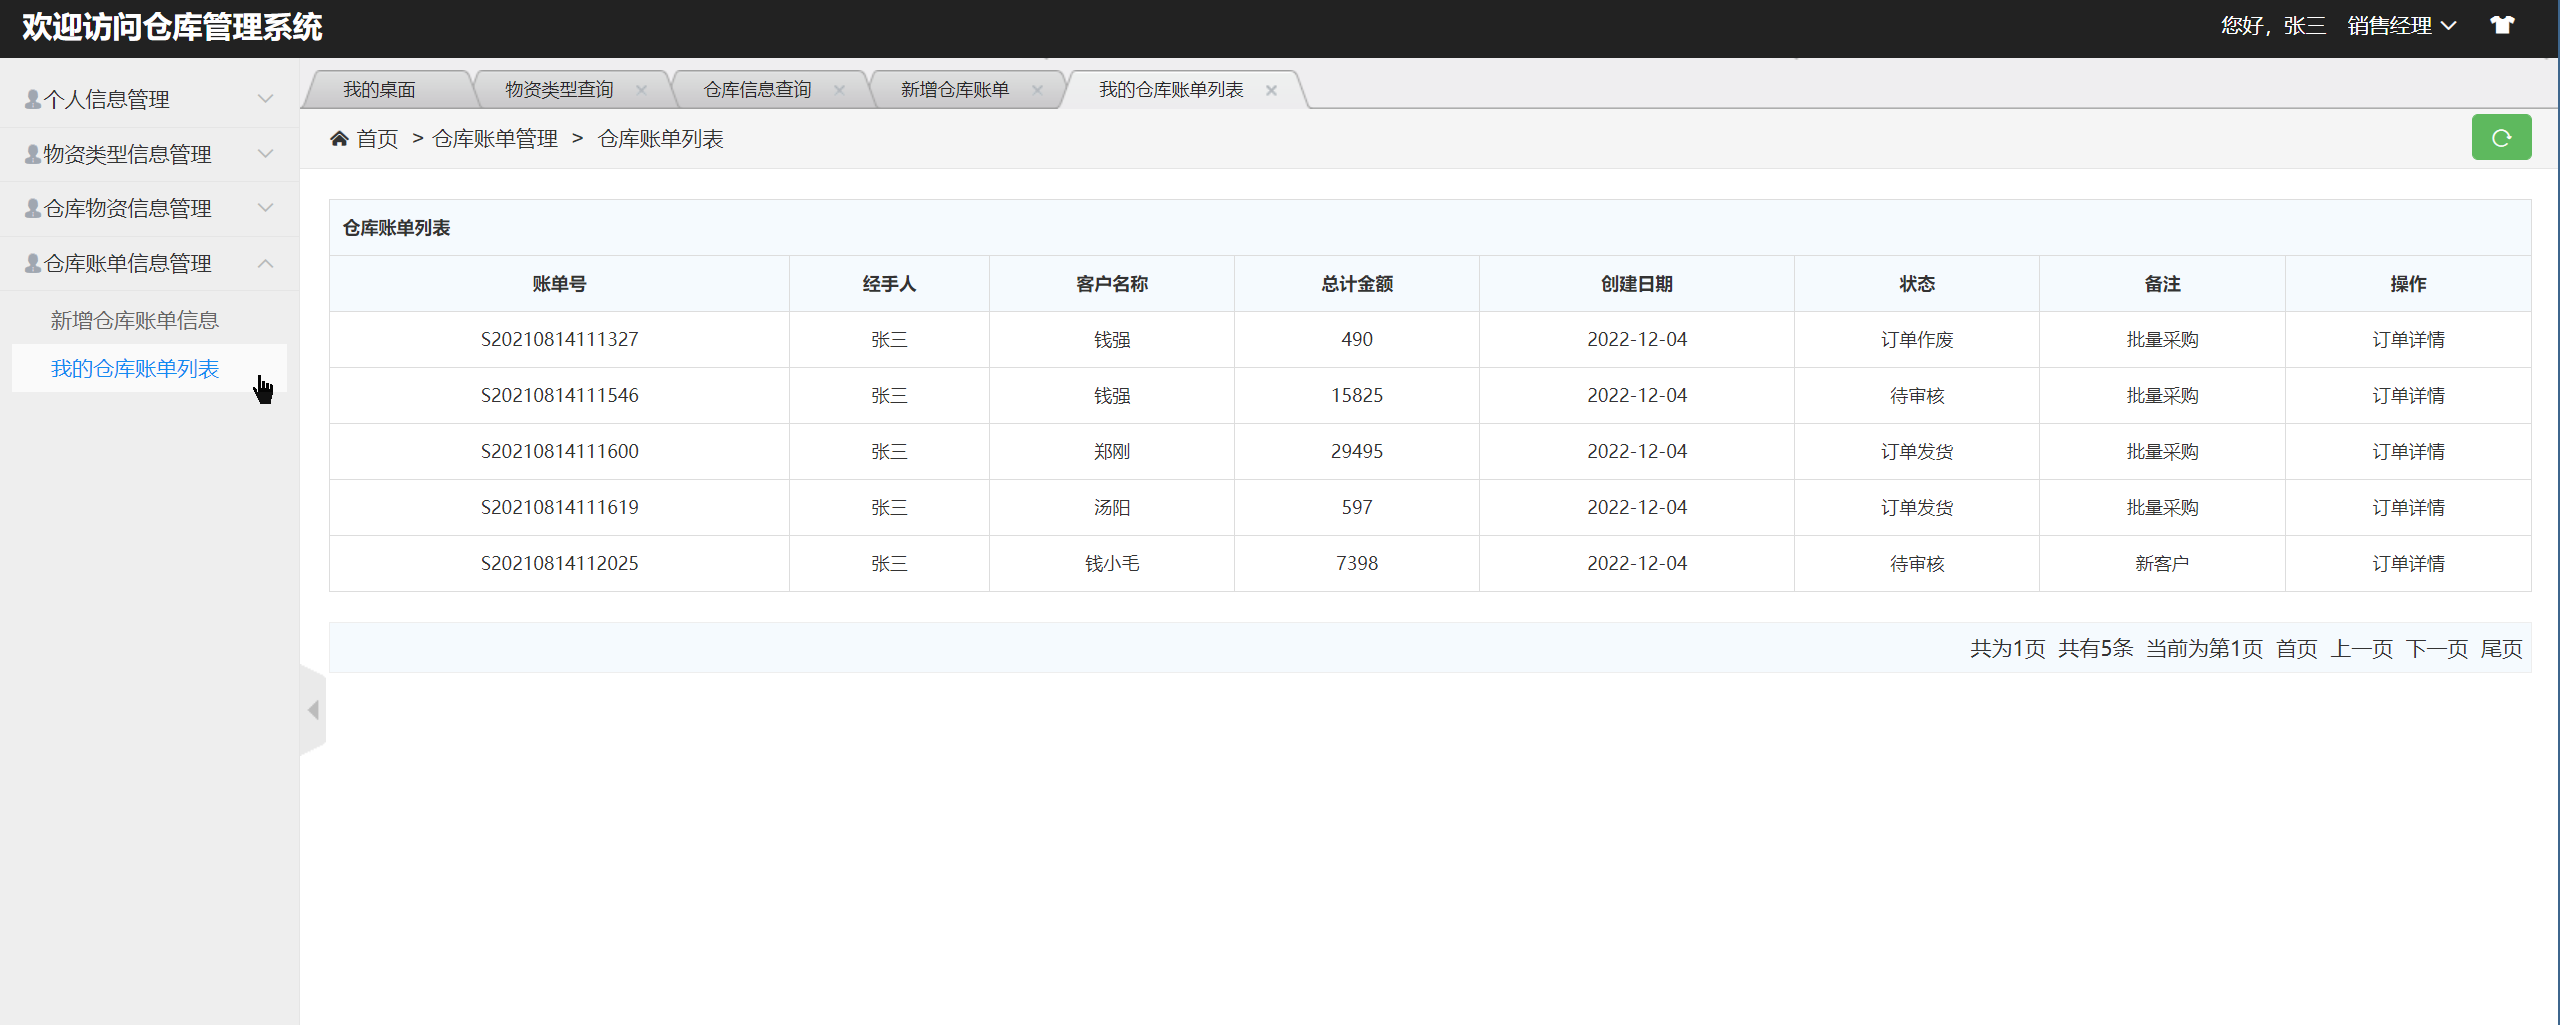 欢迎访问仓库管理系统
您好，张三 销售经理
个人信息管理
物资类型信息管理
仓库物资信息管理
仓库账单信息管理
新增仓库账单信息
我的仓库账单列表
我的桌面 物资类型查询 仓库信息查询 新增仓库账单 我的仓库账单列表
首页 > 仓库账单管理 > 仓库账单列表
仓库账单列表
账单号 经手人 客户名称 总计金额 创建日期 状态 备注 操作
S20210814111327 张三 钱强 490 2022-12-04 订单作废 批量采购 订单详情
S20210814111546 张三 钱强 15825 2022-12-04 待审核 批量采购 订单详情
S20210814111600 张三 郑刚 29495 2022-12-04 订单发货 批量采购 订单详情
S20210814111619 张三 汤阳 597 2022-12-04 订单发货 批量采购 订单详情
S20210814112025 张三 钱小毛 7398 2022-12-04 待审核 新客户 订单详情
共为1页 共有5条 当前为第1页 首页 上一页 下一页 尾页